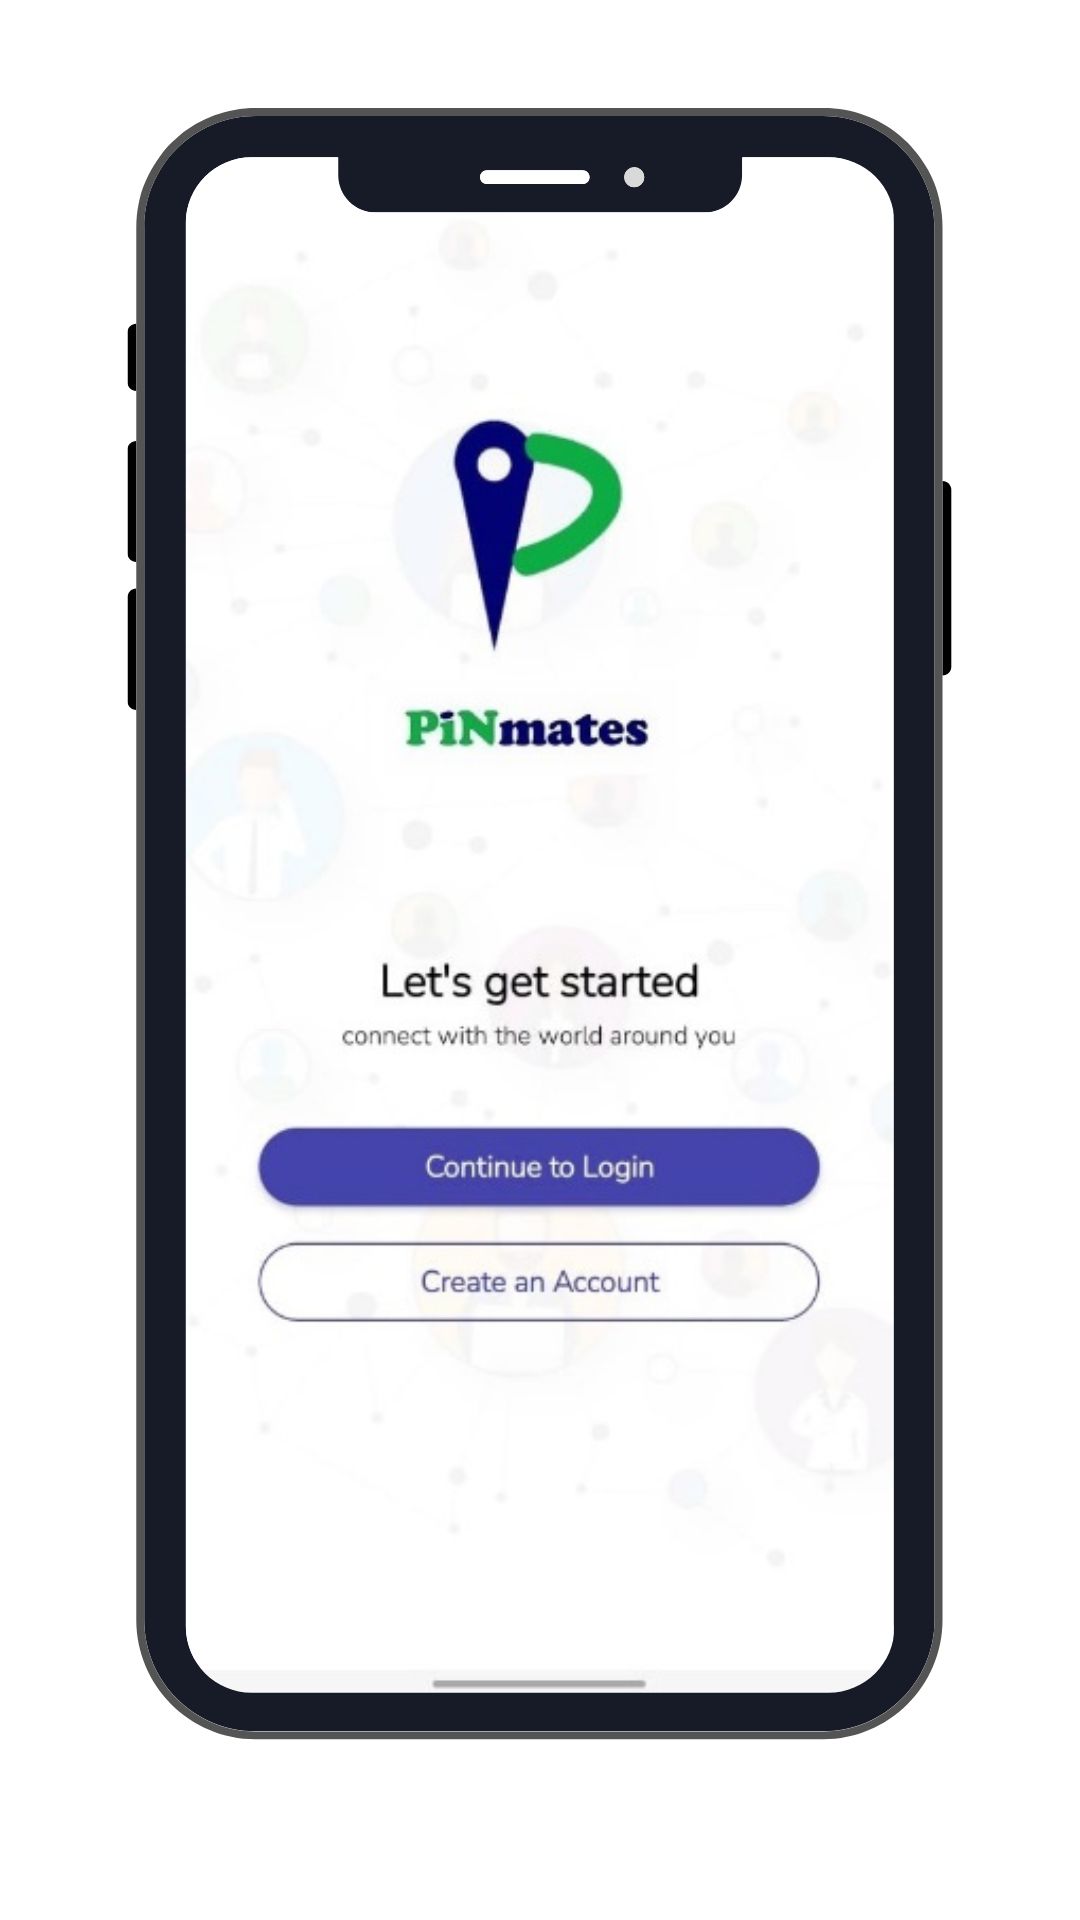 PiNmates
Let's get started
connect with the world around you
Continue to Login
Create an Account